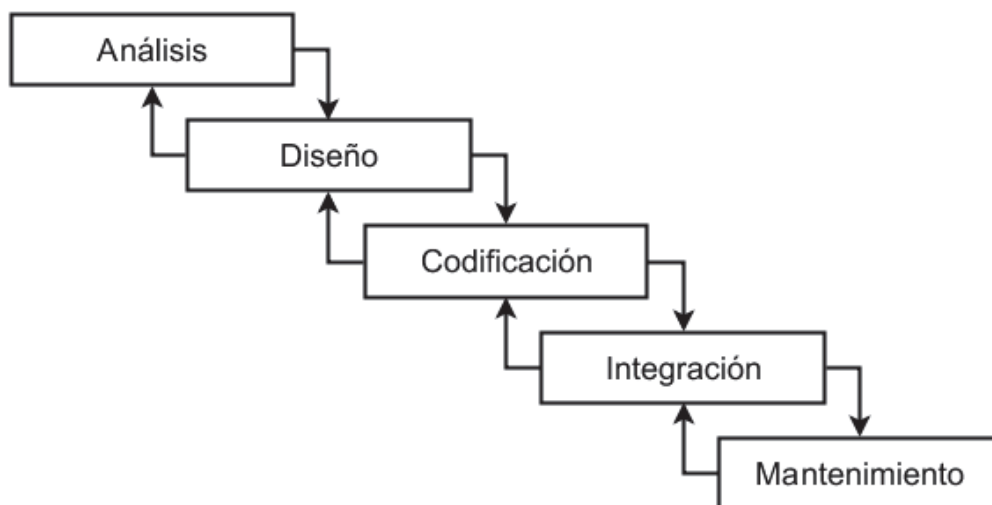 Análisis
Diseño
Codificación
Integración
Mantenimiento